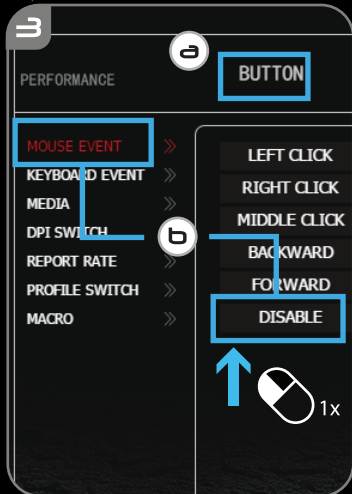 3
a
PERFORMANCE
BUTTON
MOUSE EVENT
KEYBOARD EVENT
MEDIA
DPI SWITCH
REPORT RATE
PROFILE SWITCH
MACRO
b
LEFT CLICK
RIGHT CLICK
MIDDLE CLICK
BACKWARD
FORWARD
DISABLE
1x